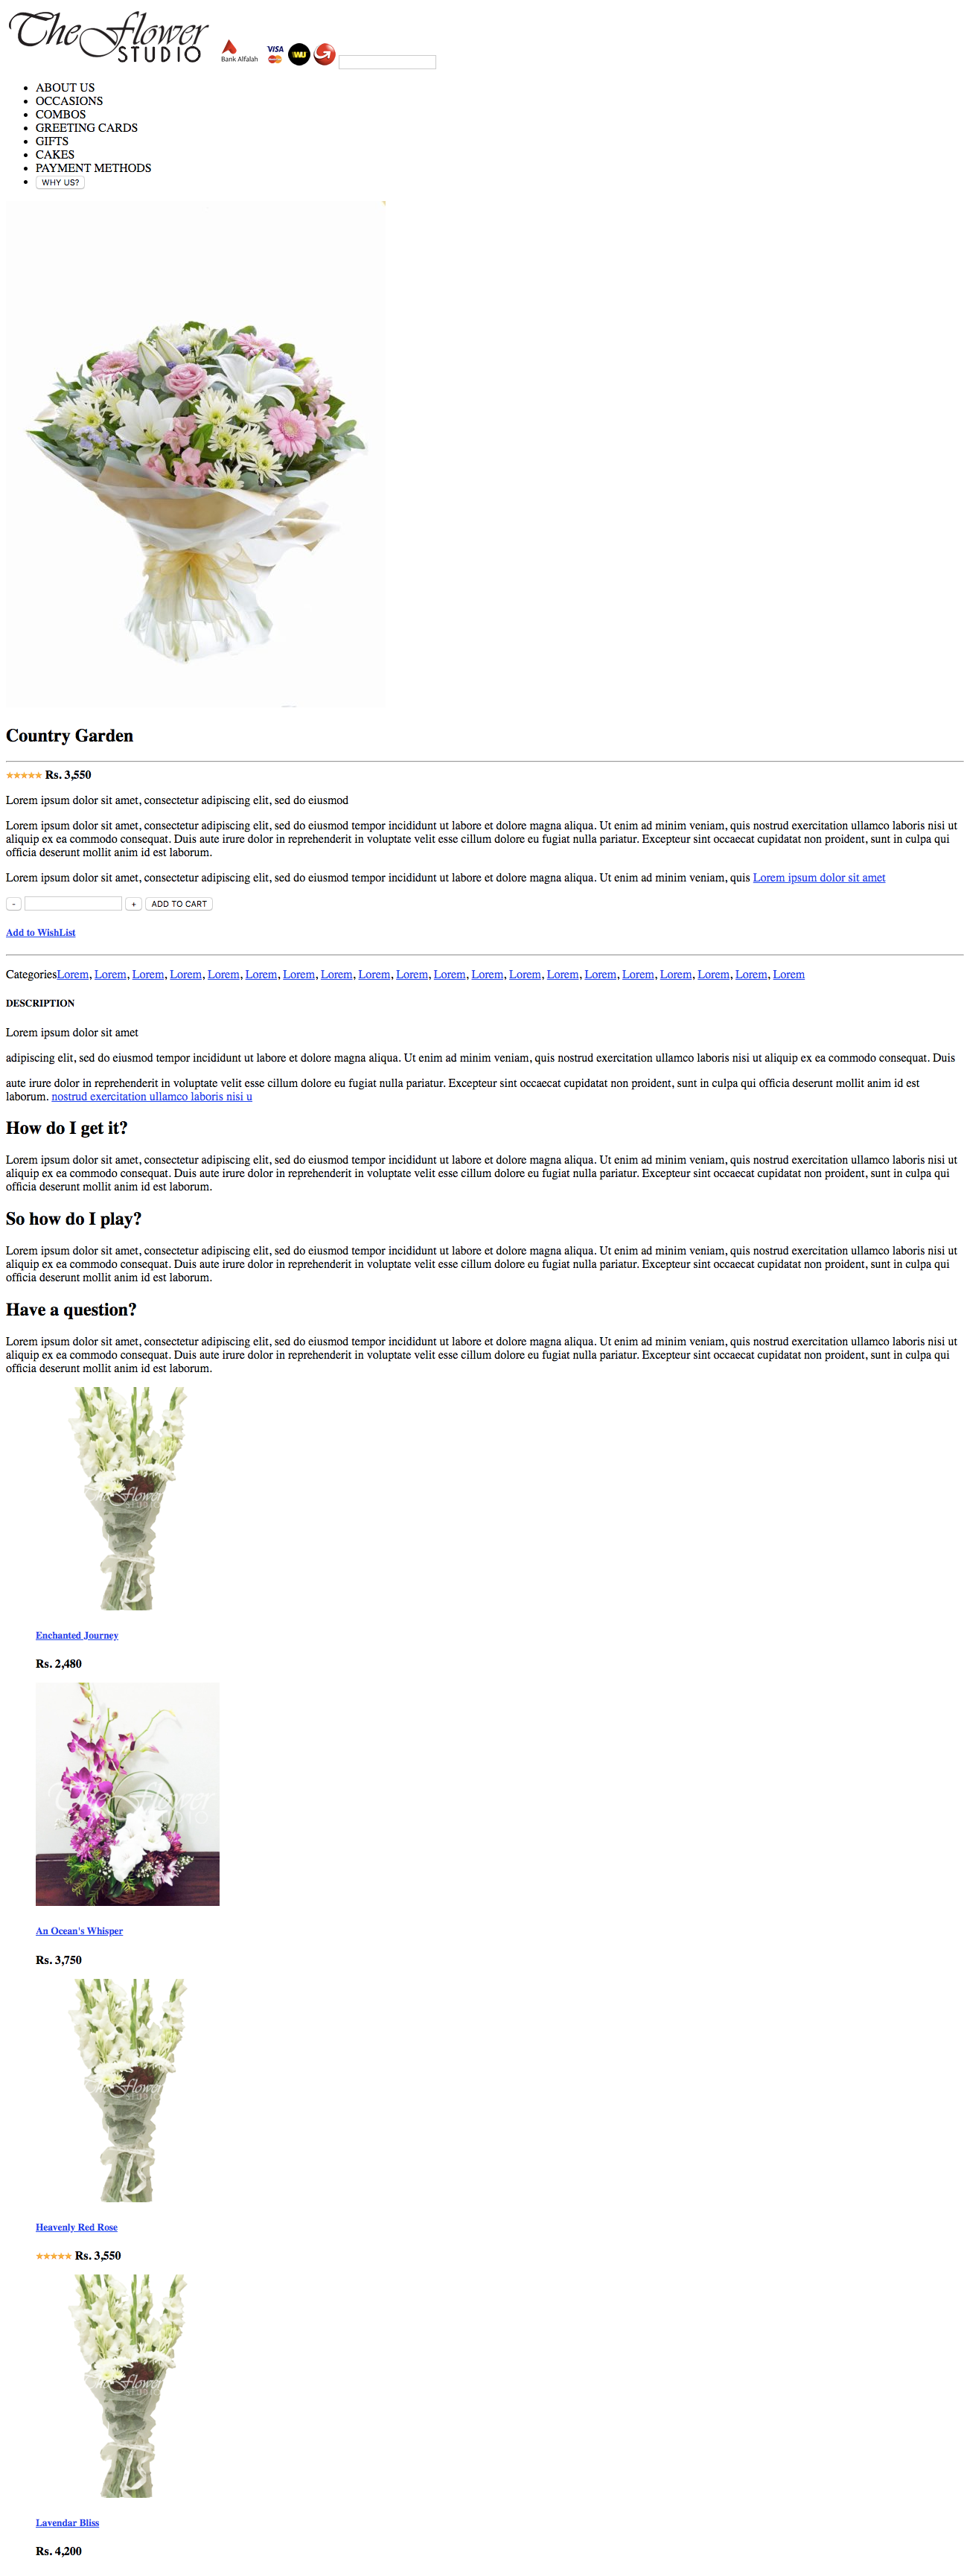 The Flower
STUDIO
Bank Alfalah
VISA
WU
ABOUT US
OCCASIONS
COMBOS
GREETING CARDS
GIFTS
CAKES
PAYMENT METHODS
WHY US?
Country Garden
Rs. 3,550
Lorem ipsum dolor sit amet, consectetur adipiscing elit, sed do eiusmod
Lorem ipsum dolor sit amet, consectetur adipiscing elit, sed do eiusmod tempor incididunt ut labore et dolore magna aliqua. Ut enim ad minim veniam, quis nostrud exercitation ullamco laboris nisi ut
aliquip ex ea commodo consequat. Duis aute irure dolor in reprehenderit in voluptate velit esse cillum dolore eu fugiat nulla pariatur. Excepteur sint occaecat cupidatat non proident, sunt in culpa qui
officia deserunt mollit anim id est laborum.
Lorem ipsum dolor sit amet, consectetur adipiscing elit, sed do eiusmod tempor incididunt ut labore et dolore magna aliqua. Ut enim ad minim veniam, quis Lorem ipsum dolor sit amet
- + ADD TO CART
Add to WishList
CategoriesLorem, Lorem, Lorem, Lorem, Lorem, Lorem, Lorem, Lorem, Lorem, Lorem, Lorem, Lorem, Lorem, Lorem, Lorem, Lorem, Lorem, Lorem, Lorem, Lorem
DESCRIPTION
Lorem ipsum dolor sit amet
adipiscing elit, sed do eiusmod tempor incididunt ut labore et dolore magna aliqua. Ut enim ad minim veniam, quis nostrud exercitation ullamco laboris nisi ut aliquip ex ea commodo consequat. Duis
aute irure dolor in reprehenderit in voluptate velit esse cillum dolore eu fugiat nulla pariatur. Excepteur sint occaecat cupidatat non proident, sunt in culpa qui officia deserunt mollit anim id est
laborum. nostrud exercitation ullamco laboris nisi u
How do I get it?
Lorem ipsum dolor sit amet, consectetur adipiscing elit, sed do eiusmod tempor incididunt ut labore et dolore magna aliqua. Ut enim ad minim veniam, quis nostrud exercitation ullamco laboris nisi ut
aliquip ex ea commodo consequat. Duis aute irure dolor in reprehenderit in voluptate velit esse cillum dolore eu fugiat nulla pariatur. Excepteur sint occaecat cupidatat non proident, sunt in culpa qui
officia deserunt mollit anim id est laborum.
So how do I play?
Lorem ipsum dolor sit amet, consectetur adipiscing elit, sed do eiusmod tempor incididunt ut labore et dolore magna aliqua. Ut enim ad minim veniam, quis nostrud exercitation ullamco laboris nisi ut
aliquip ex ea commodo consequat. Duis aute irure dolor in reprehenderit in voluptate velit esse cillum dolore eu fugiat nulla pariatur. Excepteur sint occaecat cupidatat non proident, sunt in culpa qui
officia deserunt mollit anim id est laborum.
Have a question?
Lorem ipsum dolor sit amet, consectetur adipiscing elit, sed do eiusmod tempor incididunt ut labore et dolore magna aliqua. Ut enim ad minim veniam, quis nostrud exercitation ullamco laboris nisi ut
aliquip ex ea commodo consequat. Duis aute irure dolor in reprehenderit in voluptate velit esse cillum dolore eu fugiat nulla pariatur. Excepteur sint occaecat cupidatat non proident, sunt in culpa qui
officia deserunt mollit anim id est laborum.
The Flower
STUDIO
Enchanted Journey
Rs. 2,480
The Flower
An Ocean's Whisper
Rs. 3,750
The Flower
STUDIO
Heavenly Red Rose
Rs. 3,550
The Flower
STUDIO
Lavendar Bliss
Rs. 4,200